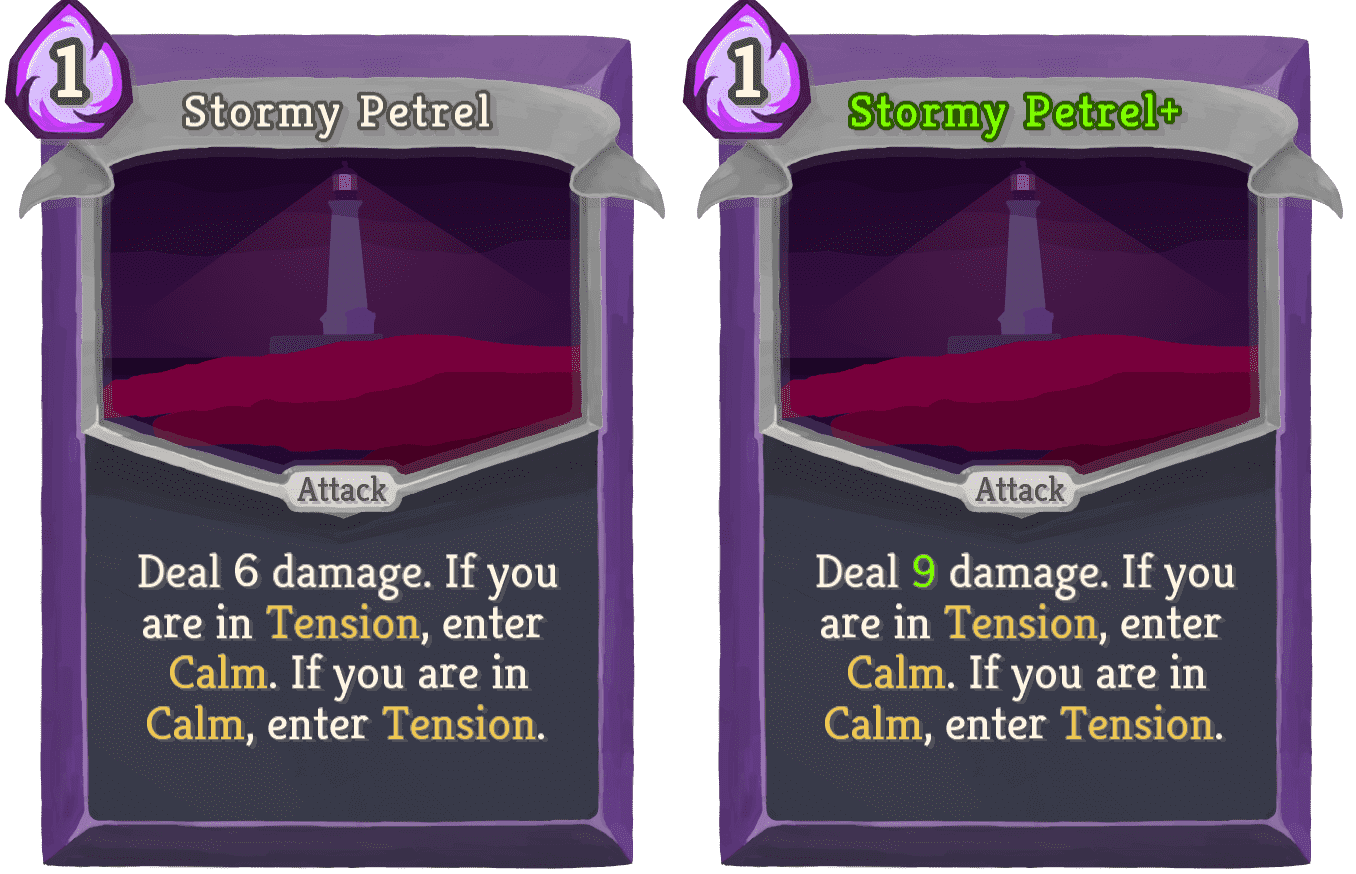 1
Stormy Petrel
Attack
Deal 6 damage. If you
are in Tension, enter
Calm. If you are in
Calm, enter Tension.
1
Stormy Petrel+
Attack
Deal 9 damage. If you
are in Tension, enter
Calm. If you are in
Calm, enter Tension.